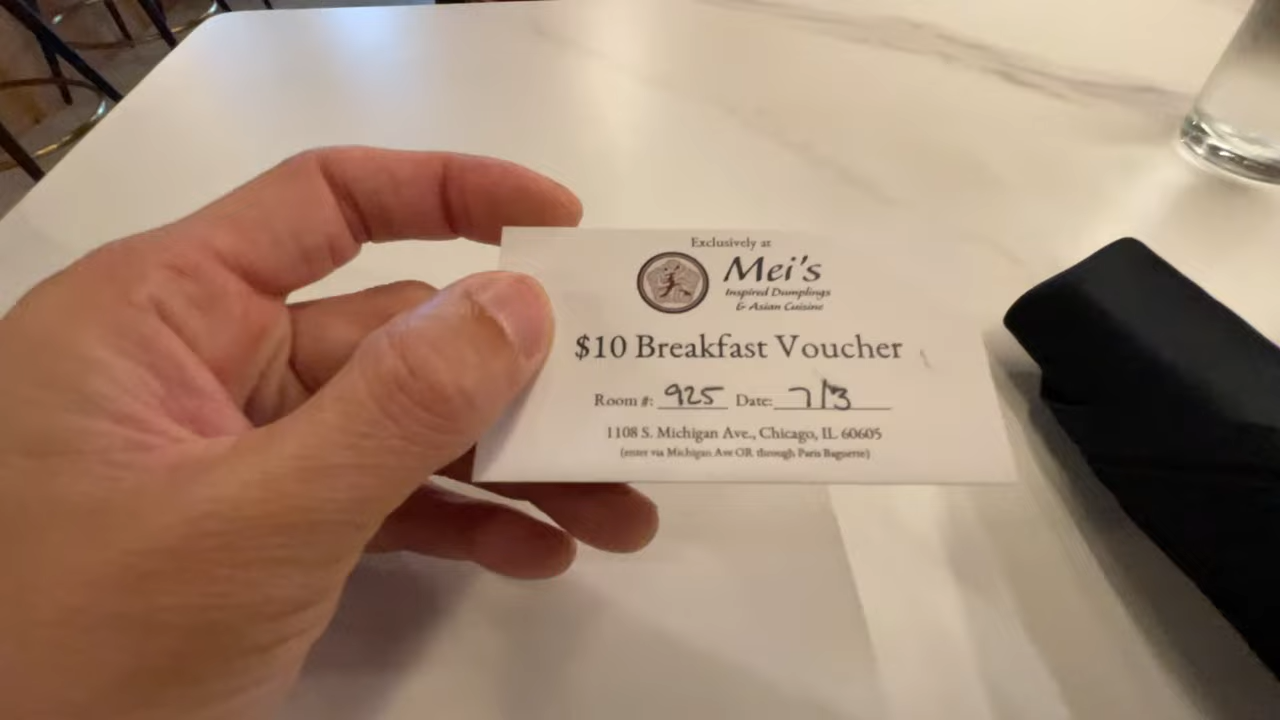 Exclusively at
Mei's
Inspired Dumplings
& Asian Cuisine
$10 Breakfast Voucher
Room #: 925 Date: 7/3
1108 S. Michigan Ave., Chicago, IL 60605
(enter via Michigan Ave OR through Paris Baguette)